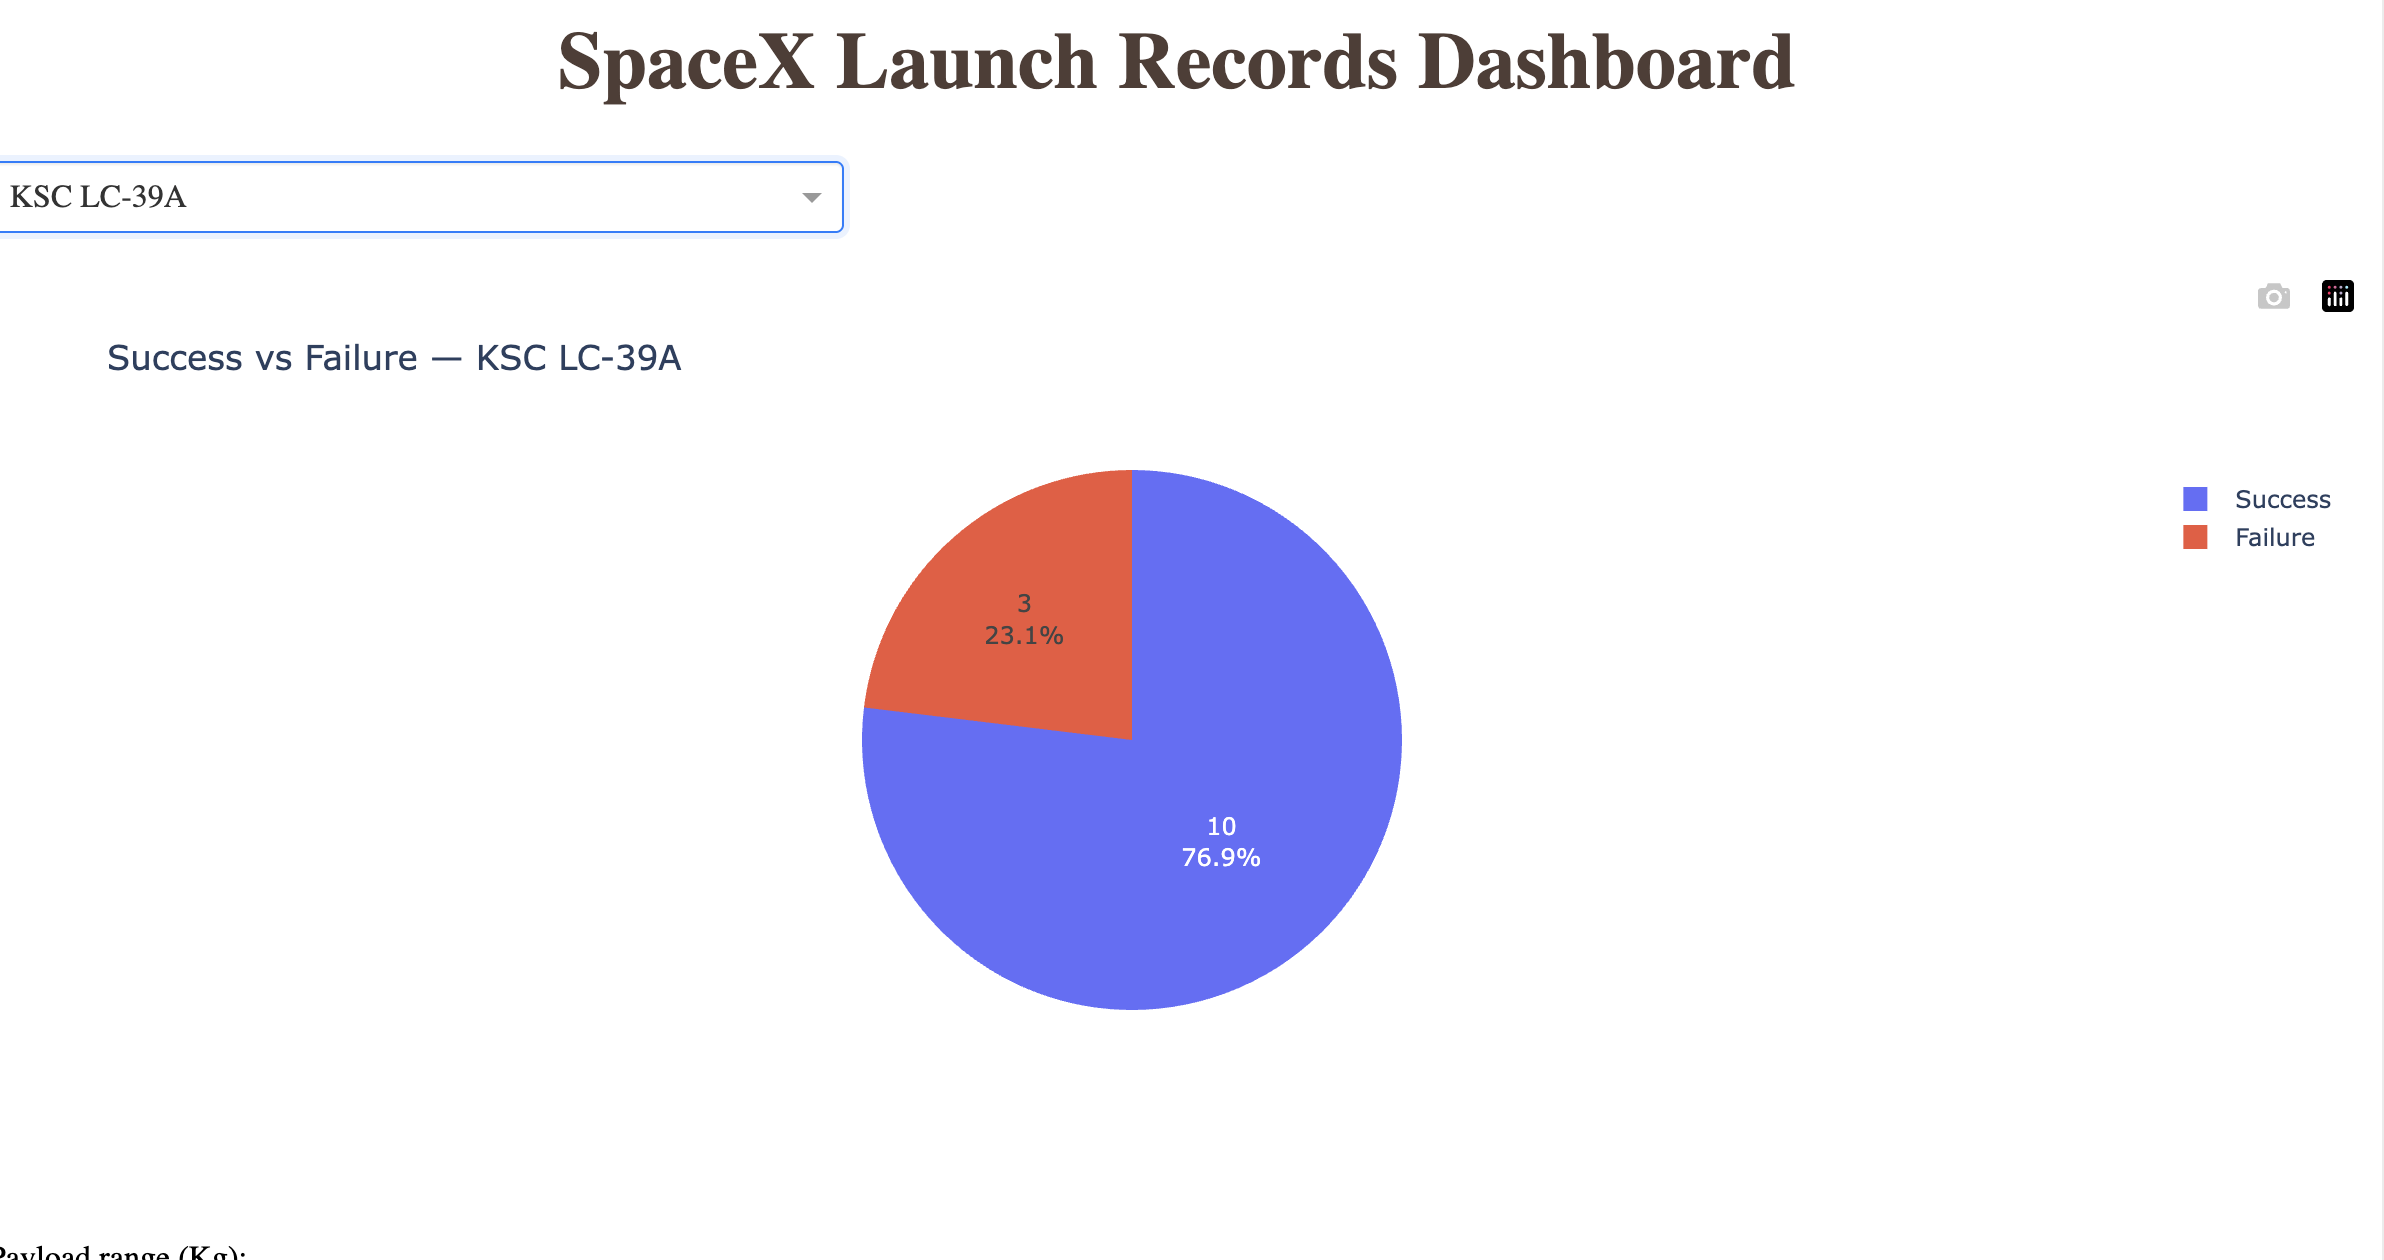 SpaceX Launch Records Dashboard
KSC LC-39A
Success vs Failure — KSC LC-39A
Success
Failure
3
23.1%
10
76.9%
Payload range (Kg):